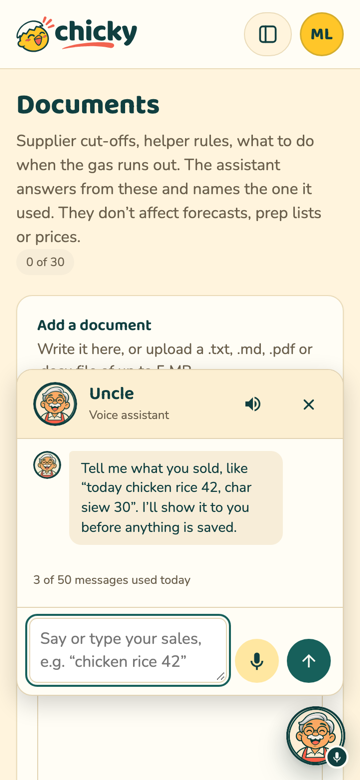 chicky
ML
Documents
Supplier cut-offs, helper rules, what to do
when the gas runs out. The assistant
answers from these and names the one it
used. They don’t affect forecasts, prep lists
or prices.
0 of 30
Add a document
Write it here, or upload a .txt, .md, .pdf or
Uncle
Voice assistant
Tell me what you sold, like
“today chicken rice 42, char
siew 30”. I’ll show it to you
before anything is saved.
3 of 50 messages used today
Say or type your sales,
e.g. “chicken rice 42”